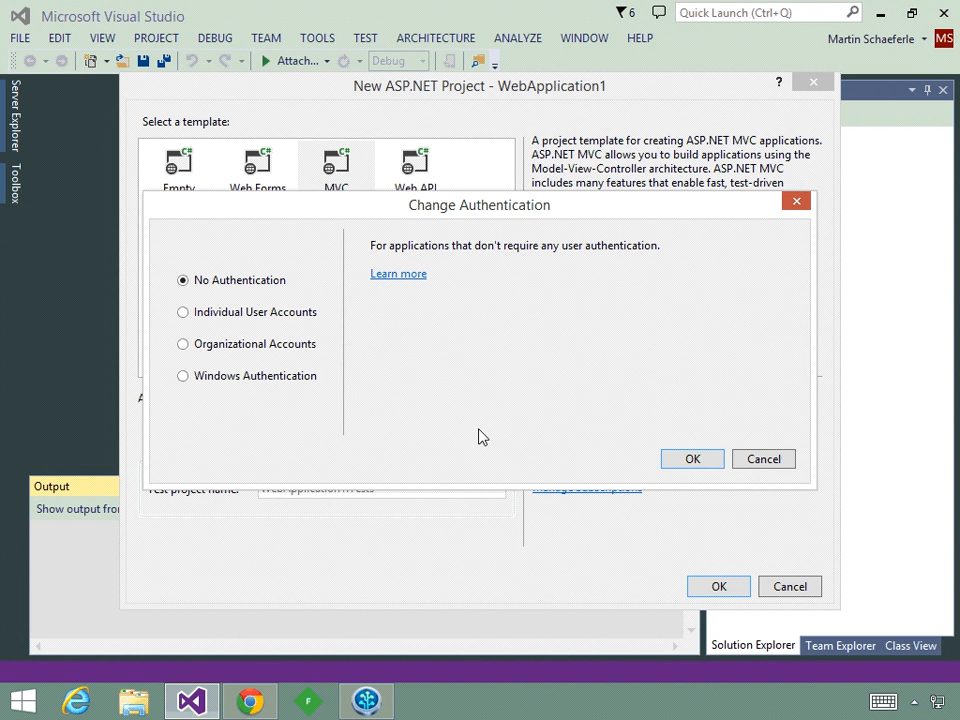 Microsoft Visual Studio
6
Quick Launch (Ctrl+Q)
FILE EDIT VIEW PROJECT DEBUG TEAM TOOLS TEST ARCHITECTURE ANALYZE WINDOW HELP
Martin Schaeferle MS
Attach... Debug
New ASP.NET Project - WebApplication1 ?
Server Explorer
Toolbox
Select a template:
C# C# C# C#
Empty Web Forms MVC Web API
A project template for creating ASP.NET MVC applications.
ASP.NET MVC allows you to build applications using the
Model-View-Controller architecture. ASP.NET MVC
includes many features that enable fast, test-driven
Change Authentication
For applications that don't require any user authentication.
Learn more
No Authentication
Individual User Accounts
Organizational Accounts
Windows Authentication
OK Cancel
Output
Show output from
Test project name:
WebApplication1.Tests
Manage Subscriptions
OK Cancel
Solution Explorer Team Explorer Class View
F